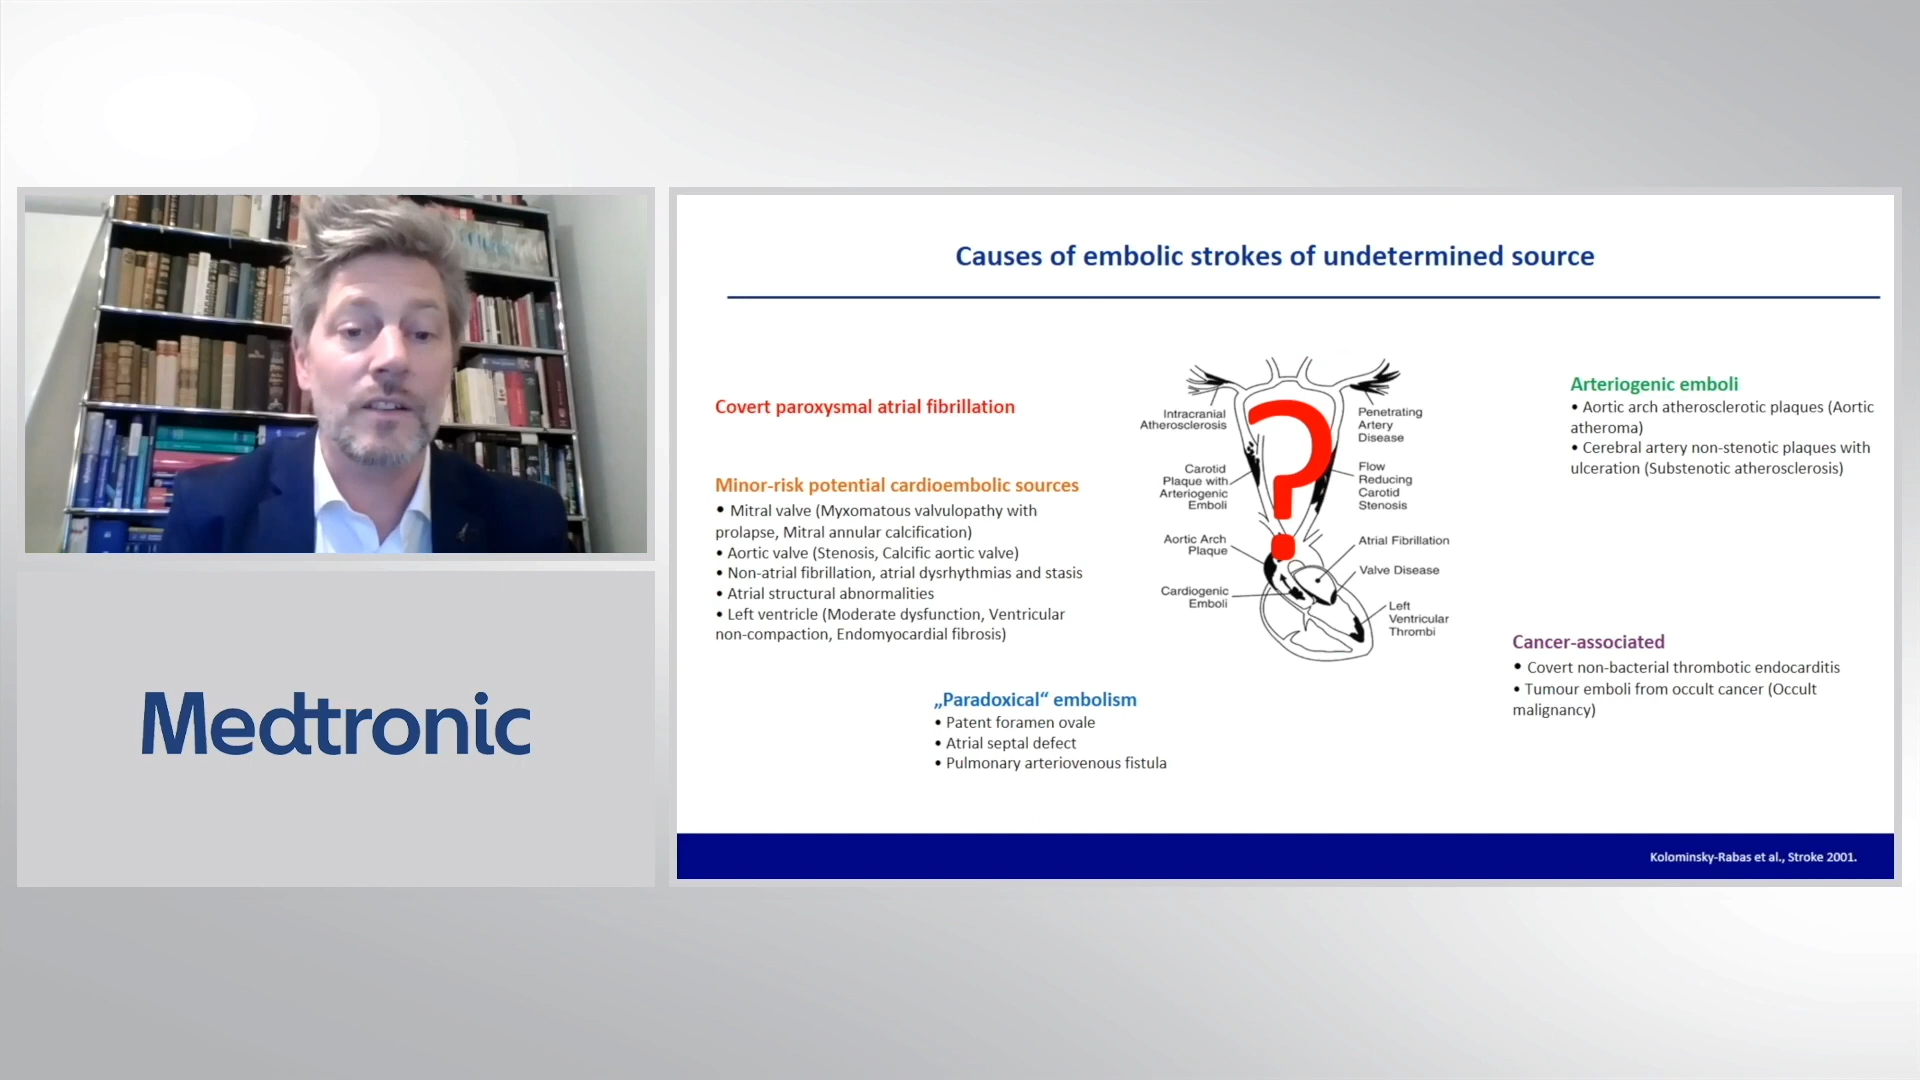 Medtronic
Causes of embolic strokes of undetermined source
Covert paroxysmal atrial fibrillation
Minor-risk potential cardioembolic sources
• Mitral valve (Myxomatous valvulopathy with
prolapse, Mitral annular calcification)
• Aortic valve (Stenosis, Calcific aortic valve)
• Non-atrial fibrillation, atrial dysrhythmias and stasis
• Atrial structural abnormalities
• Left ventricle (Moderate dysfunction, Ventricular
non-compaction, Endomyocardial fibrosis)
„Paradoxical“ embolism
• Patent foramen ovale
• Atrial septal defect
• Pulmonary arteriovenous fistula
Intracranial
Atherosclerosis
Carotid
Plaque with
Arteriogenic
Emboli
Aortic Arch
Plaque
Cardiogenic
Emboli
?
Penetrating
Artery
Disease
Flow
Reducing
Carotid
Stenosis
Atrial Fibrillation
Valve Disease
Left
Ventricular
Thrombi
Arteriogenic emboli
• Aortic arch atherosclerotic plaques (Aortic
atheroma)
• Cerebral artery non-stenotic plaques with
ulceration (Substenotic atherosclerosis)
Cancer-associated
• Covert non-bacterial thrombotic endocarditis
• Tumour emboli from occult cancer (Occult
malignancy)
Kolominsky-Rabas et al., Stroke 2001.